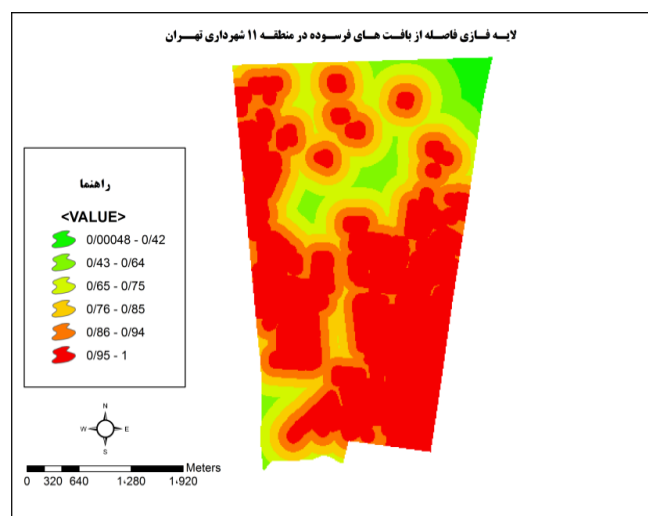 لایه فازی فاصله از بافت های فرسوده در منطقه ۱۱ شهرداری تهران
راهنما
<VALUE>
0/00048 - 0/42
0/43 - 0/64
0/65 - 0/75
0/76 - 0/85
0/86 - 0/94
0/95 - 1
N
W E
S
Meters
0 320 640 1،280 1،920